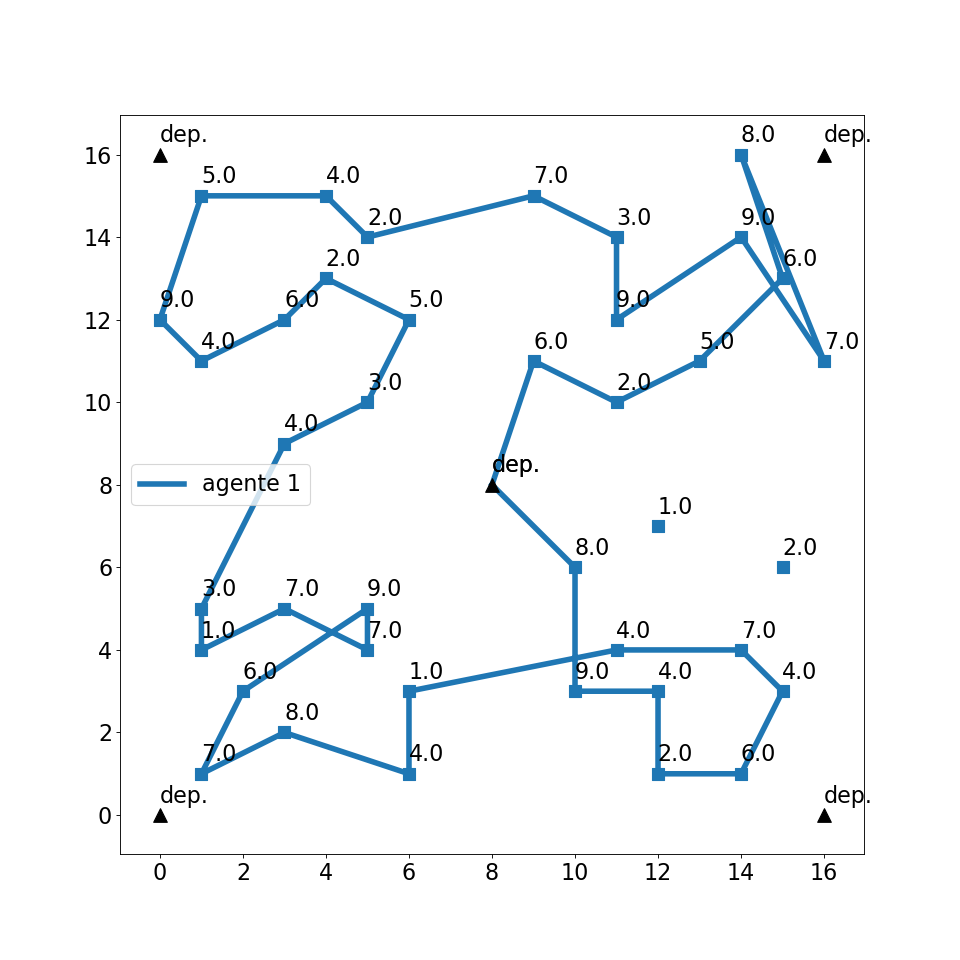 dep. 8.0 dep.
16
5.0 4.0 7.0
2.0 3.0 9.0
14
2.0 6.0
9.0 6.0 5.0 9.0
12
4.0 6.0 2.0 5.0 7.0
3.0 2.0
10
4.0
dep.
8
agente 1
1.0
8.0 2.0
6
3.0 7.0 9.0
1.0 7.0 4.0 7.0
4
6.0 1.0 9.0 4.0 4.0
8.0
2
7.0 4.0 2.0 6.0
dep. dep.
0
0 2 4 6 8 10 12 14 16